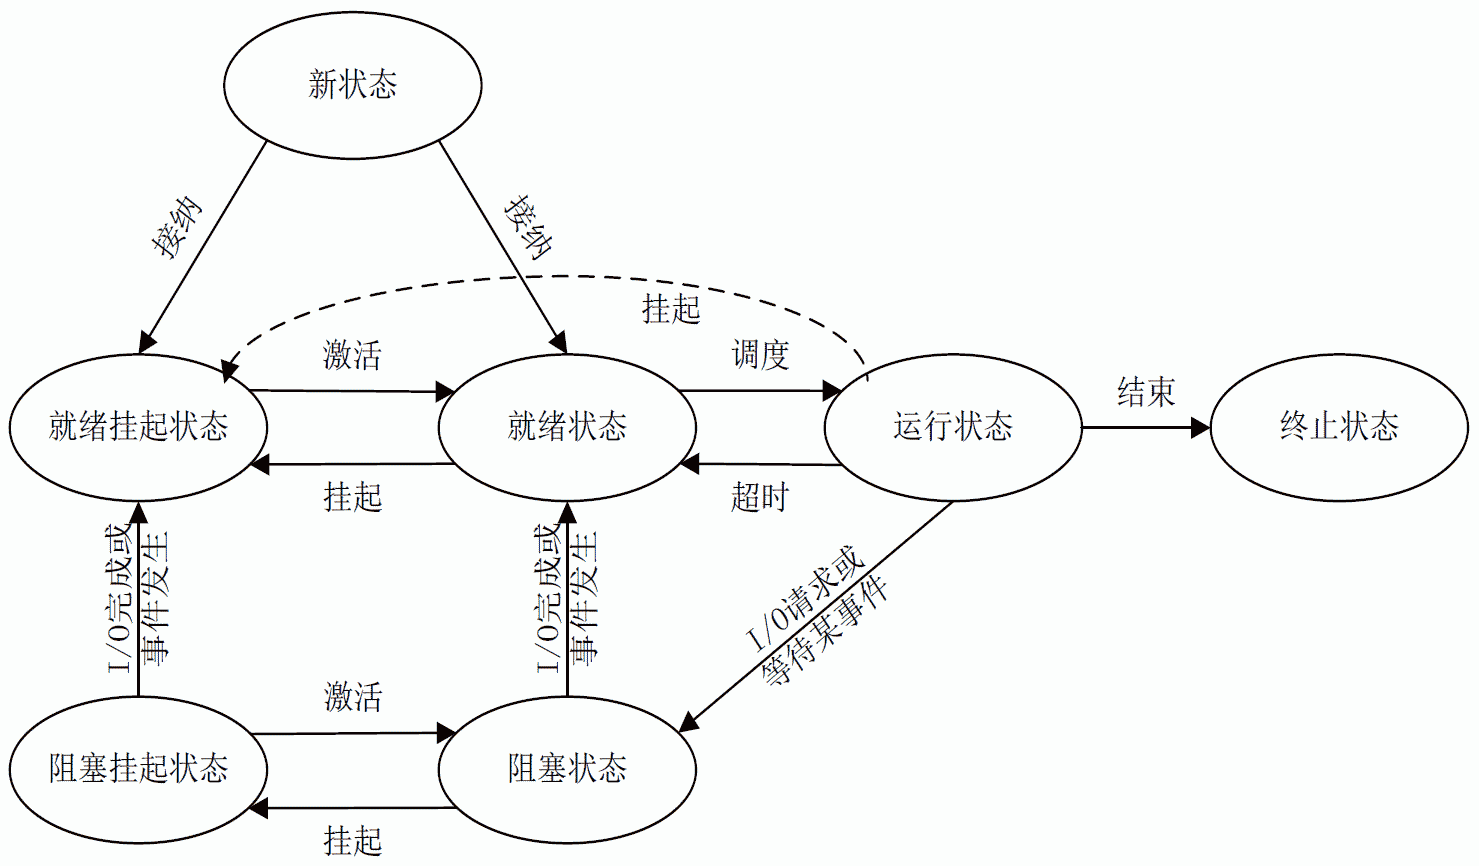 新状态
接纳
接纳
挂起
激活
调度
结束
就绪挂起状态
就绪状态
运行状态
终止状态
挂起
超时
I/O完成或
事件发生
I/O完成或
事件发生
I/O请求或
等待某事件
激活
阻塞挂起状态
阻塞状态
挂起